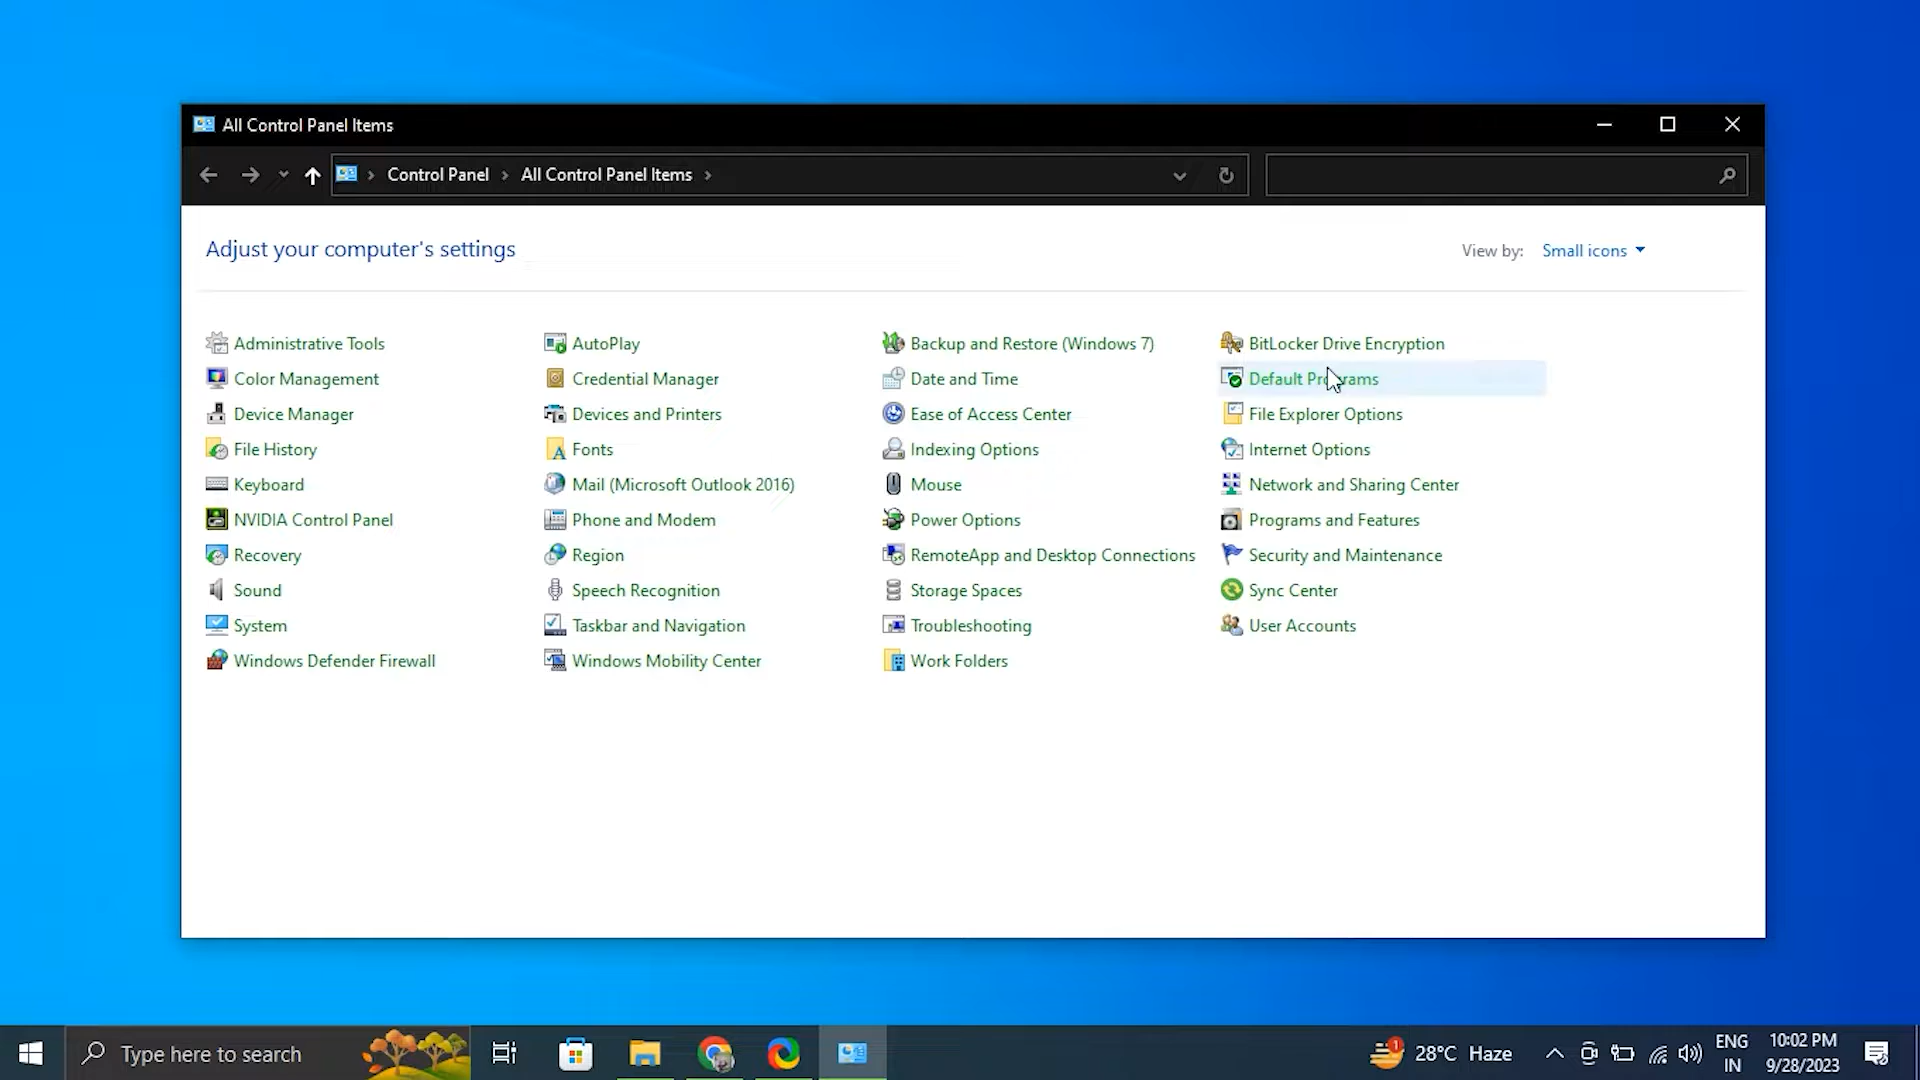 All Control Panel Items
Control Panel All Control Panel Items
Adjust your computer's settings
View by: Small icons
Administrative Tools AutoPlay Backup and Restore (Windows 7) BitLocker Drive Encryption
Color Management Credential Manager Date and Time Default Programs
Device Manager Devices and Printers Ease of Access Center File Explorer Options
File History Fonts Indexing Options Internet Options
Keyboard Mail (Microsoft Outlook 2016) Mouse Network and Sharing Center
NVIDIA Control Panel Phone and Modem Power Options Programs and Features
Recovery Region RemoteApp and Desktop Connections Security and Maintenance
Sound Speech Recognition Storage Spaces Sync Center
System Taskbar and Navigation Troubleshooting User Accounts
Windows Defender Firewall Windows Mobility Center Work Folders
Type here to search
1
28°C Haze
ENG
IN
10:02 PM
9/28/2023